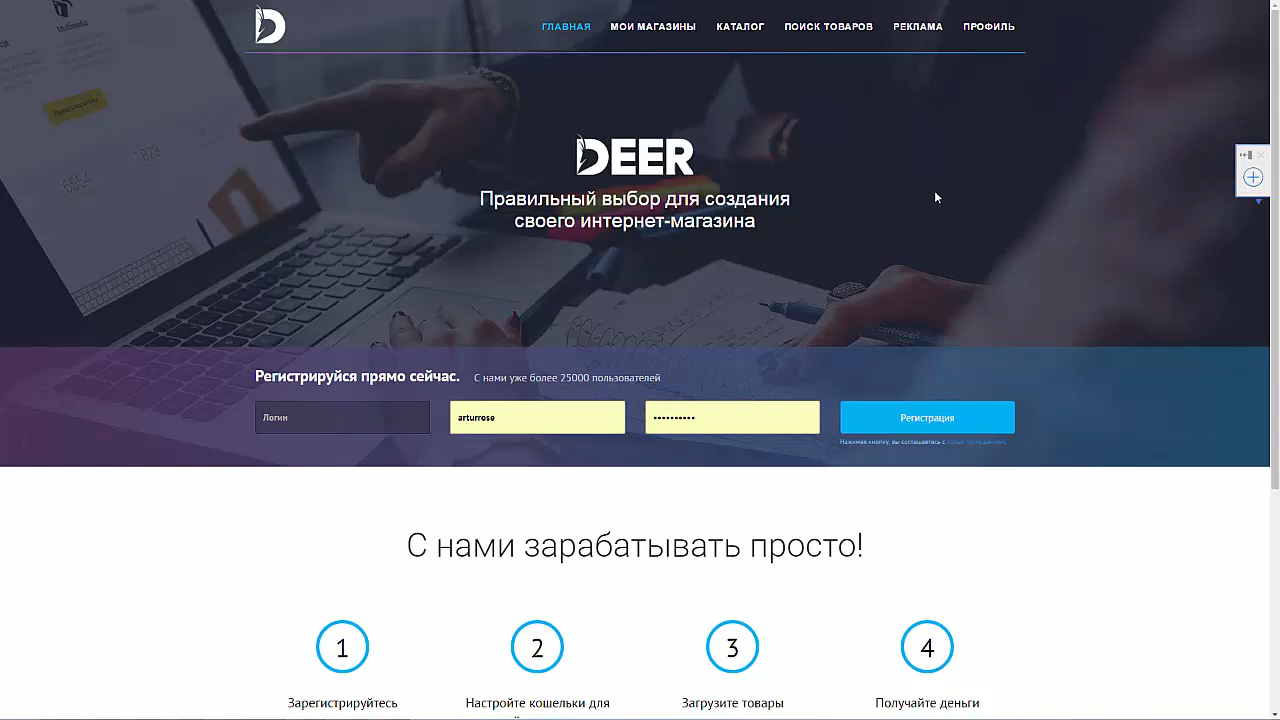 ГЛАВНАЯ МОИ МАГАЗИНЫ КАТАЛОГ ПОИСК ТОВАРОВ РЕКЛАМА ПРОФИЛЬ
DEER
Правильный выбор для создания
своего интернет-магазина
Регистрируйся прямо сейчас. С нами уже более 25000 пользователей
Логин arturrose •••••••••• Регистрация
Нажимая кнопку, вы соглашаетесь с
С нами зарабатывать просто!
1 2 3 4
Зарегистрируйтесь Настройте кошельки для Загрузите товары Получайте деньги